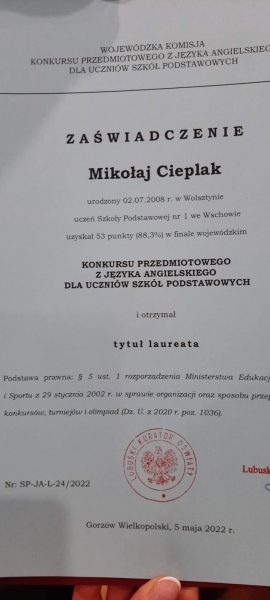 WOJEWÓDZKA KOMISJA
KONKURSU PRZEDMIOTOWEGO Z JĘZYKA ANGIELSKIEGO
DLA UCZNIÓW SZKÓŁ PODSTAWOWYCH
ZAŚWIADCZENIE
Mikołaj Cieplak
urodzony 02.07.2008 r. w Wolsztynie
uczeń Szkoły Podstawowej nr 1 we Wschowie
uzyskał 53 punkty (88,3%) w finale wojewódzkim
KONKURSU PRZEDMIOTOWEGO
Z JĘZYKA ANGIELSKIEGO
DLA UCZNIÓW SZKÓŁ PODSTAWOWYCH
i otrzymał
tytuł laureata
Podstawa prawna: § 5 ust. 1 rozporządzenia Ministerstwa Edukacj
i Sportu z 29 stycznia 2002 r. w sprawie organizacji oraz sposobu przep
konkursów, turniejów i olimpiad (Dz. U. z 2020 r. poz. 1036).
LUBUSKI KURATOR OŚWIATY
Lubusk
Nr: SP-JA-L-24/2022
Gorzów Wielkopolski, 5 maja 2022 r.